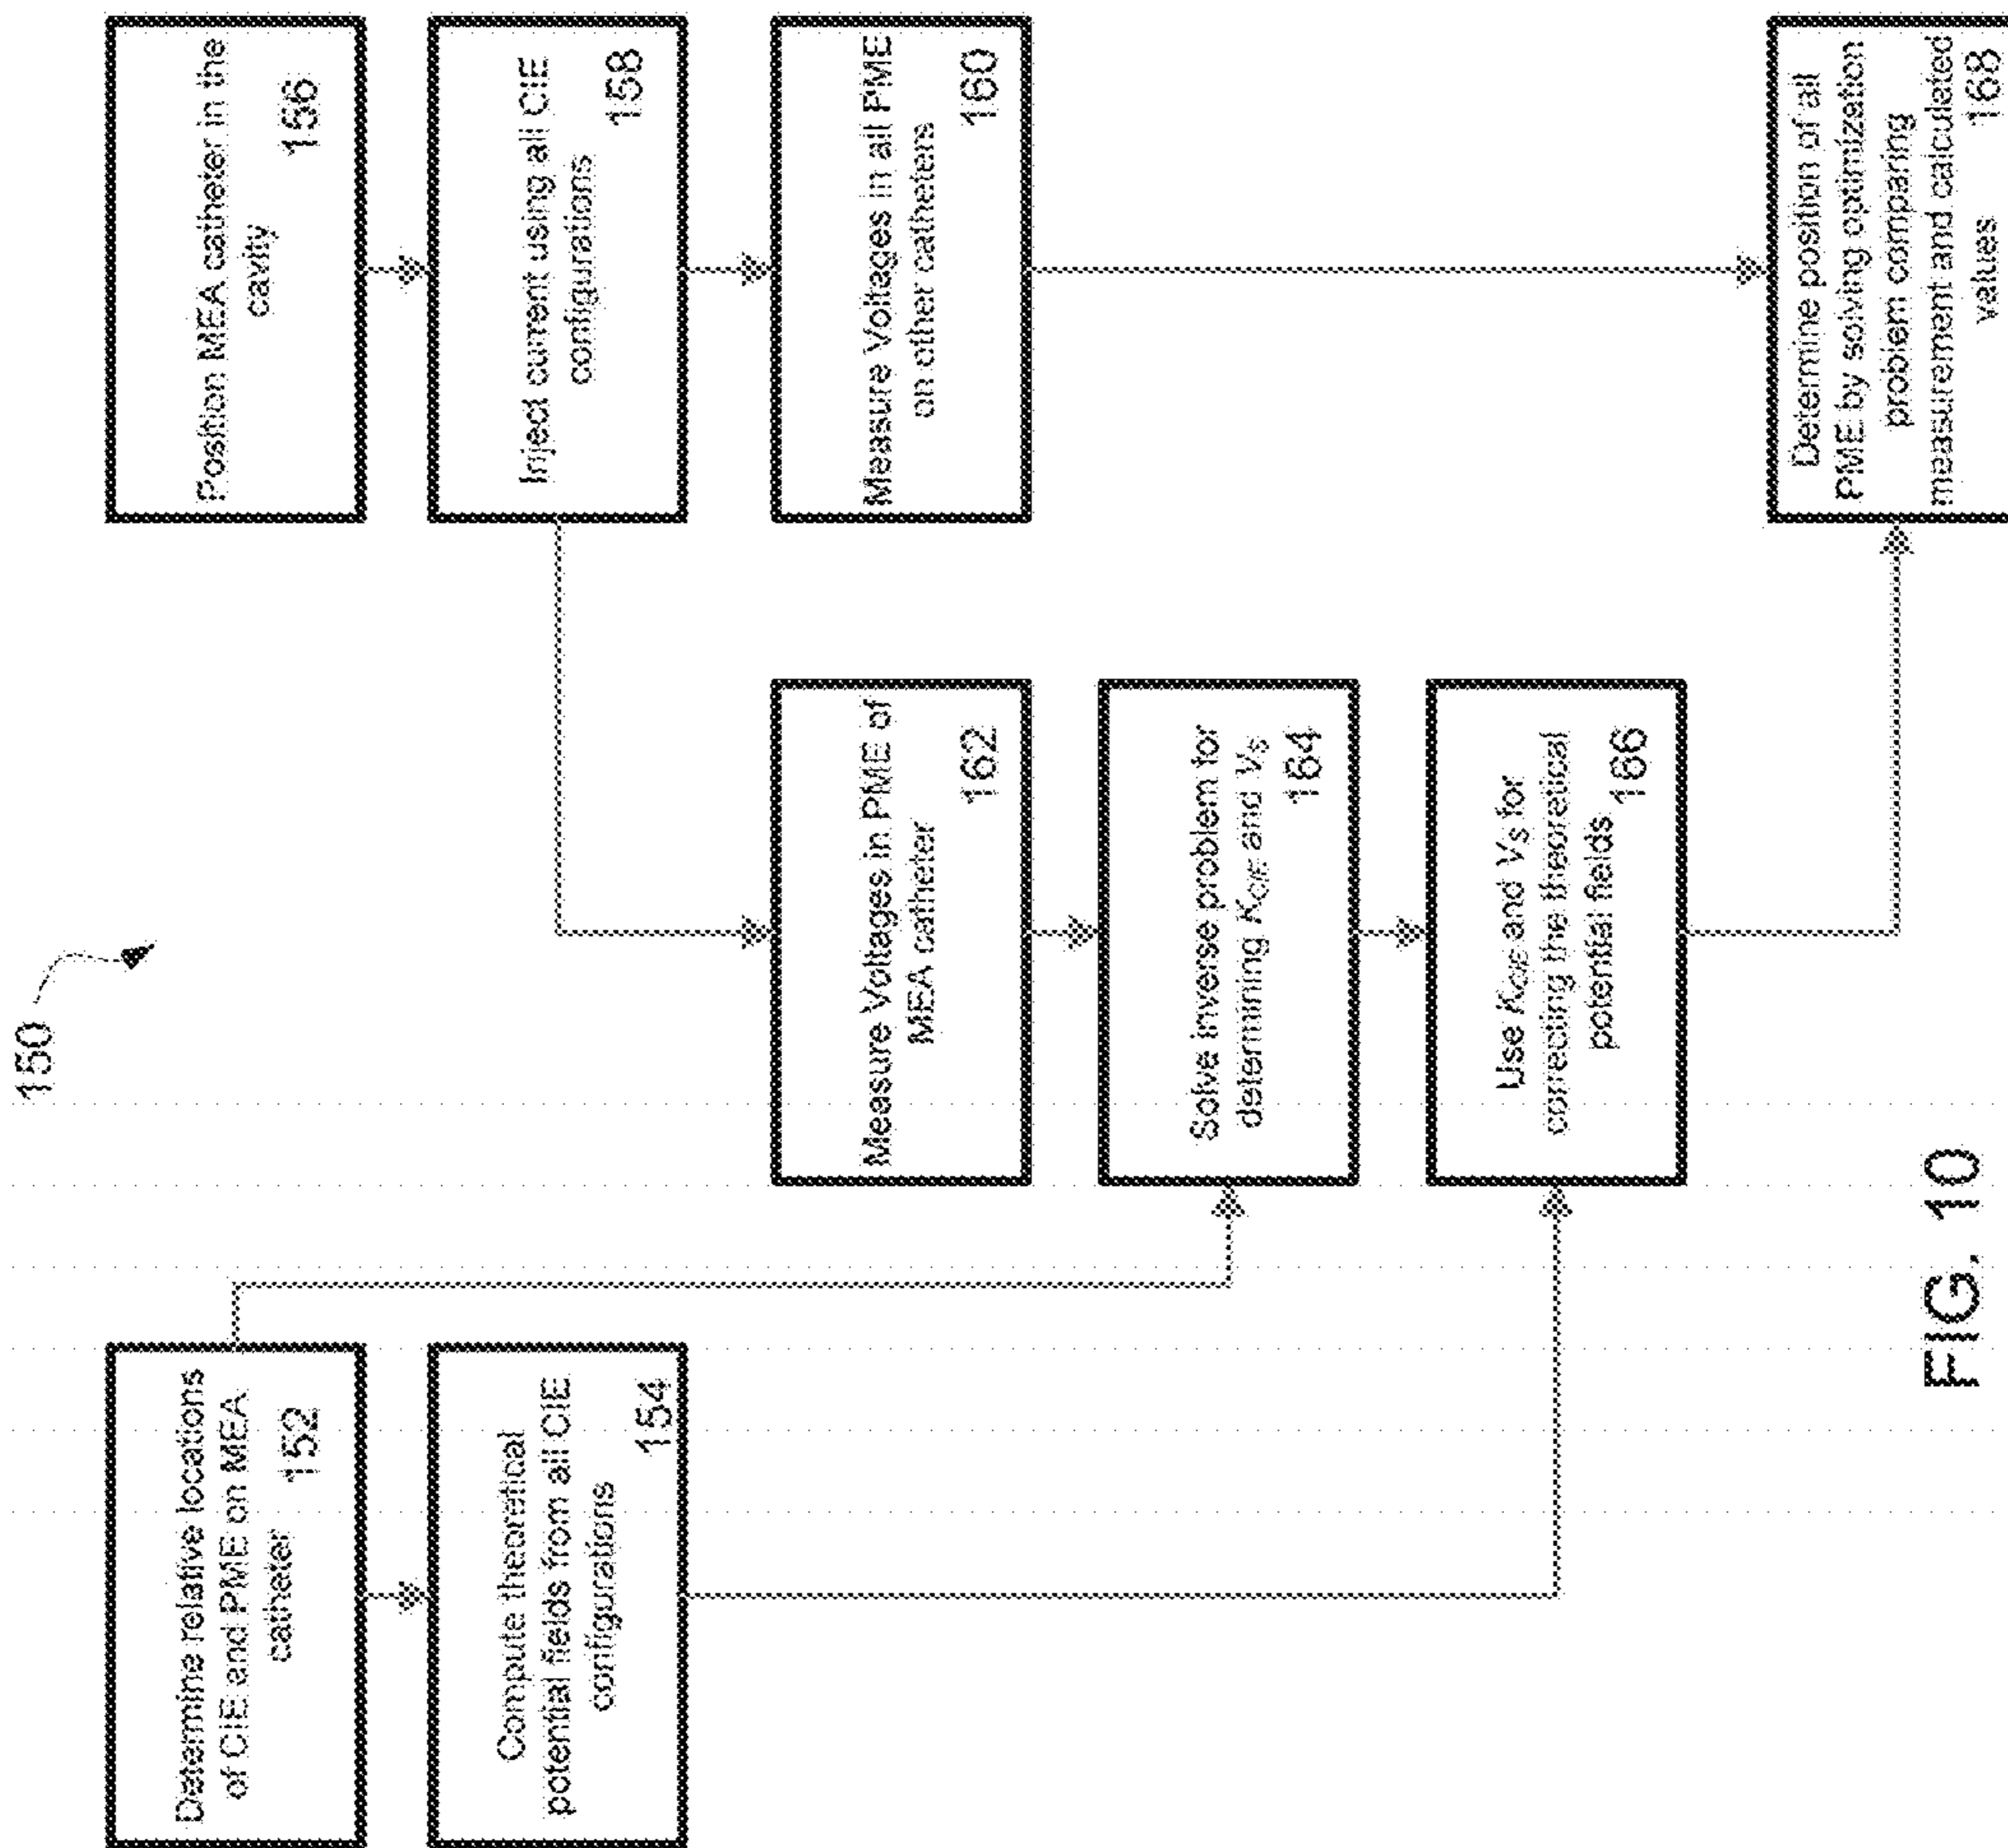 150
Determine relative locations
of CIE and PME on MEA
catheter
152
Compute theoretical
potential fields from all CIE
configurations
154
Position MEA catheter in the
cavity
156
Inject current using all CIE
configurations
158
Measure Voltages in all PME
on other catheters
160
Measure Voltages in PME of
MEA catheter
162
Solve inverse problem for
determining K_CIE and V_S
164
Use K_CIE and V_S for
correcting the theoretical
potential fields
166
Determine position of all
PME by solving optimization
problem comparing
measurement and calculated
values
168
FIG. 10